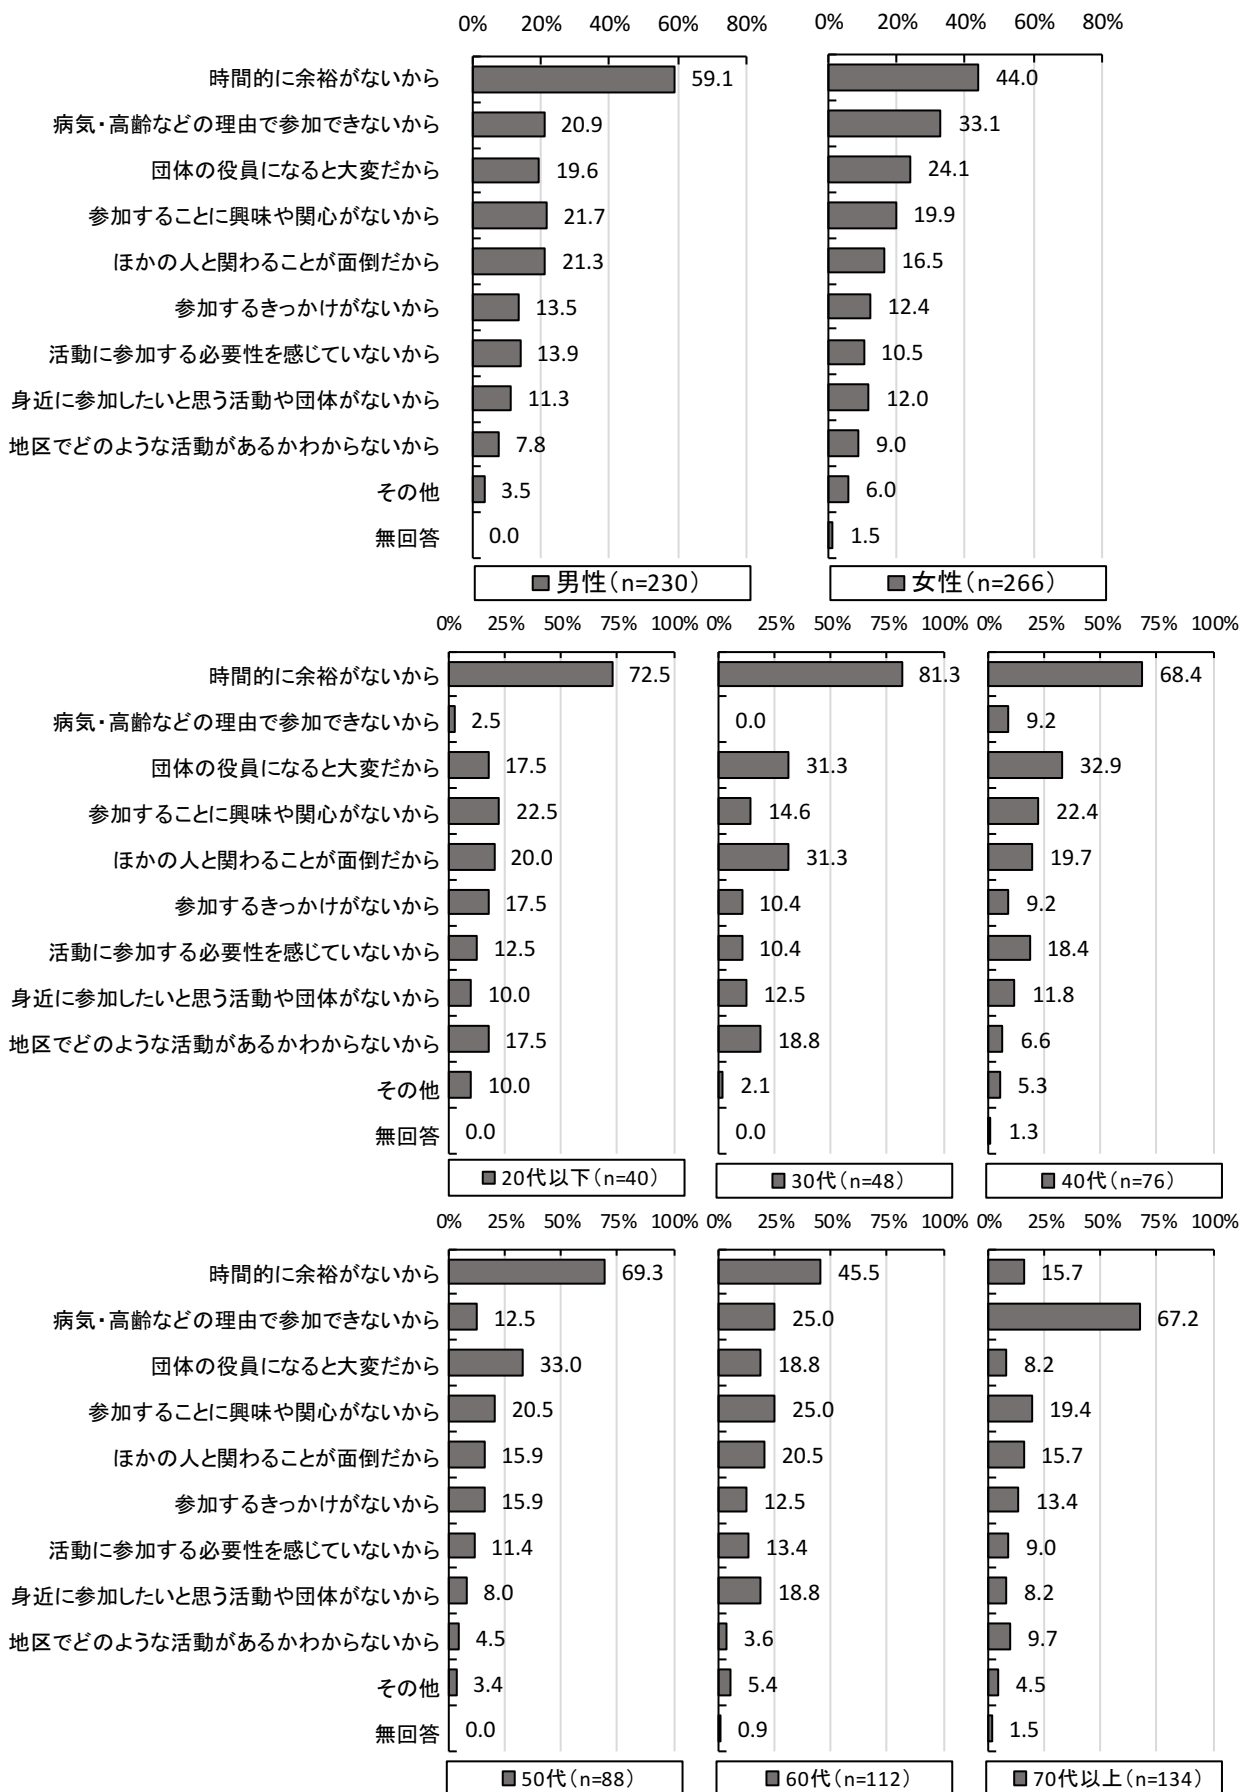 0% 20% 40% 60% 80% 0% 20% 40% 60% 80%
時間的に余裕がないから 59.1 44.0
病気・高齢などの理由で参加できないから 20.9 33.1
団体の役員になると大変だから 19.6 24.1
参加することに興味や関心がないから 21.7 19.9
ほかの人と関わることが面倒だから 21.3 16.5
参加するきっかけがないから 13.5 12.4
活動に参加する必要性を感じていないから 13.9 10.5
身近に参加したいと思う活動や団体がないから 11.3 12.0
地区でどのような活動があるかわからないから 7.8 9.0
その他 3.5 6.0
無回答 0.0 1.5
男性(n=230) 女性(n=266)
0% 25% 50% 75% 100% 0% 25% 50% 75% 100% 0% 25% 50% 75% 100%
時間的に余裕がないから 72.5 81.3 68.4
病気・高齢などの理由で参加できないから 2.5 0.0 9.2
団体の役員になると大変だから 17.5 31.3 32.9
参加することに興味や関心がないから 22.5 14.6 22.4
ほかの人と関わることが面倒だから 20.0 31.3 19.7
参加するきっかけがないから 17.5 10.4 9.2
活動に参加する必要性を感じていないから 12.5 10.4 18.4
身近に参加したいと思う活動や団体がないから 10.0 12.5 11.8
地区でどのような活動があるかわからないから 17.5 18.8 6.6
その他 10.0 2.1 5.3
無回答 0.0 0.0 1.3
20代以下(n=40) 30代(n=48) 40代(n=76)
0% 25% 50% 75% 100% 0% 25% 50% 75% 100% 0% 25% 50% 75% 100%
時間的に余裕がないから 69.3 45.5 15.7
病気・高齢などの理由で参加できないから 12.5 25.0 67.2
団体の役員になると大変だから 33.0 18.8 8.2
参加することに興味や関心がないから 20.5 25.0 19.4
ほかの人と関わることが面倒だから 15.9 20.5 15.7
参加するきっかけがないから 15.9 12.5 13.4
活動に参加する必要性を感じていないから 11.4 13.4 9.0
身近に参加したいと思う活動や団体がないから 8.0 18.8 8.2
地区でどのような活動があるかわからないから 4.5 3.6 9.7
その他 3.4 5.4 4.5
無回答 0.0 0.9 1.5
50代(n=88) 60代(n=112) 70代以上(n=134)